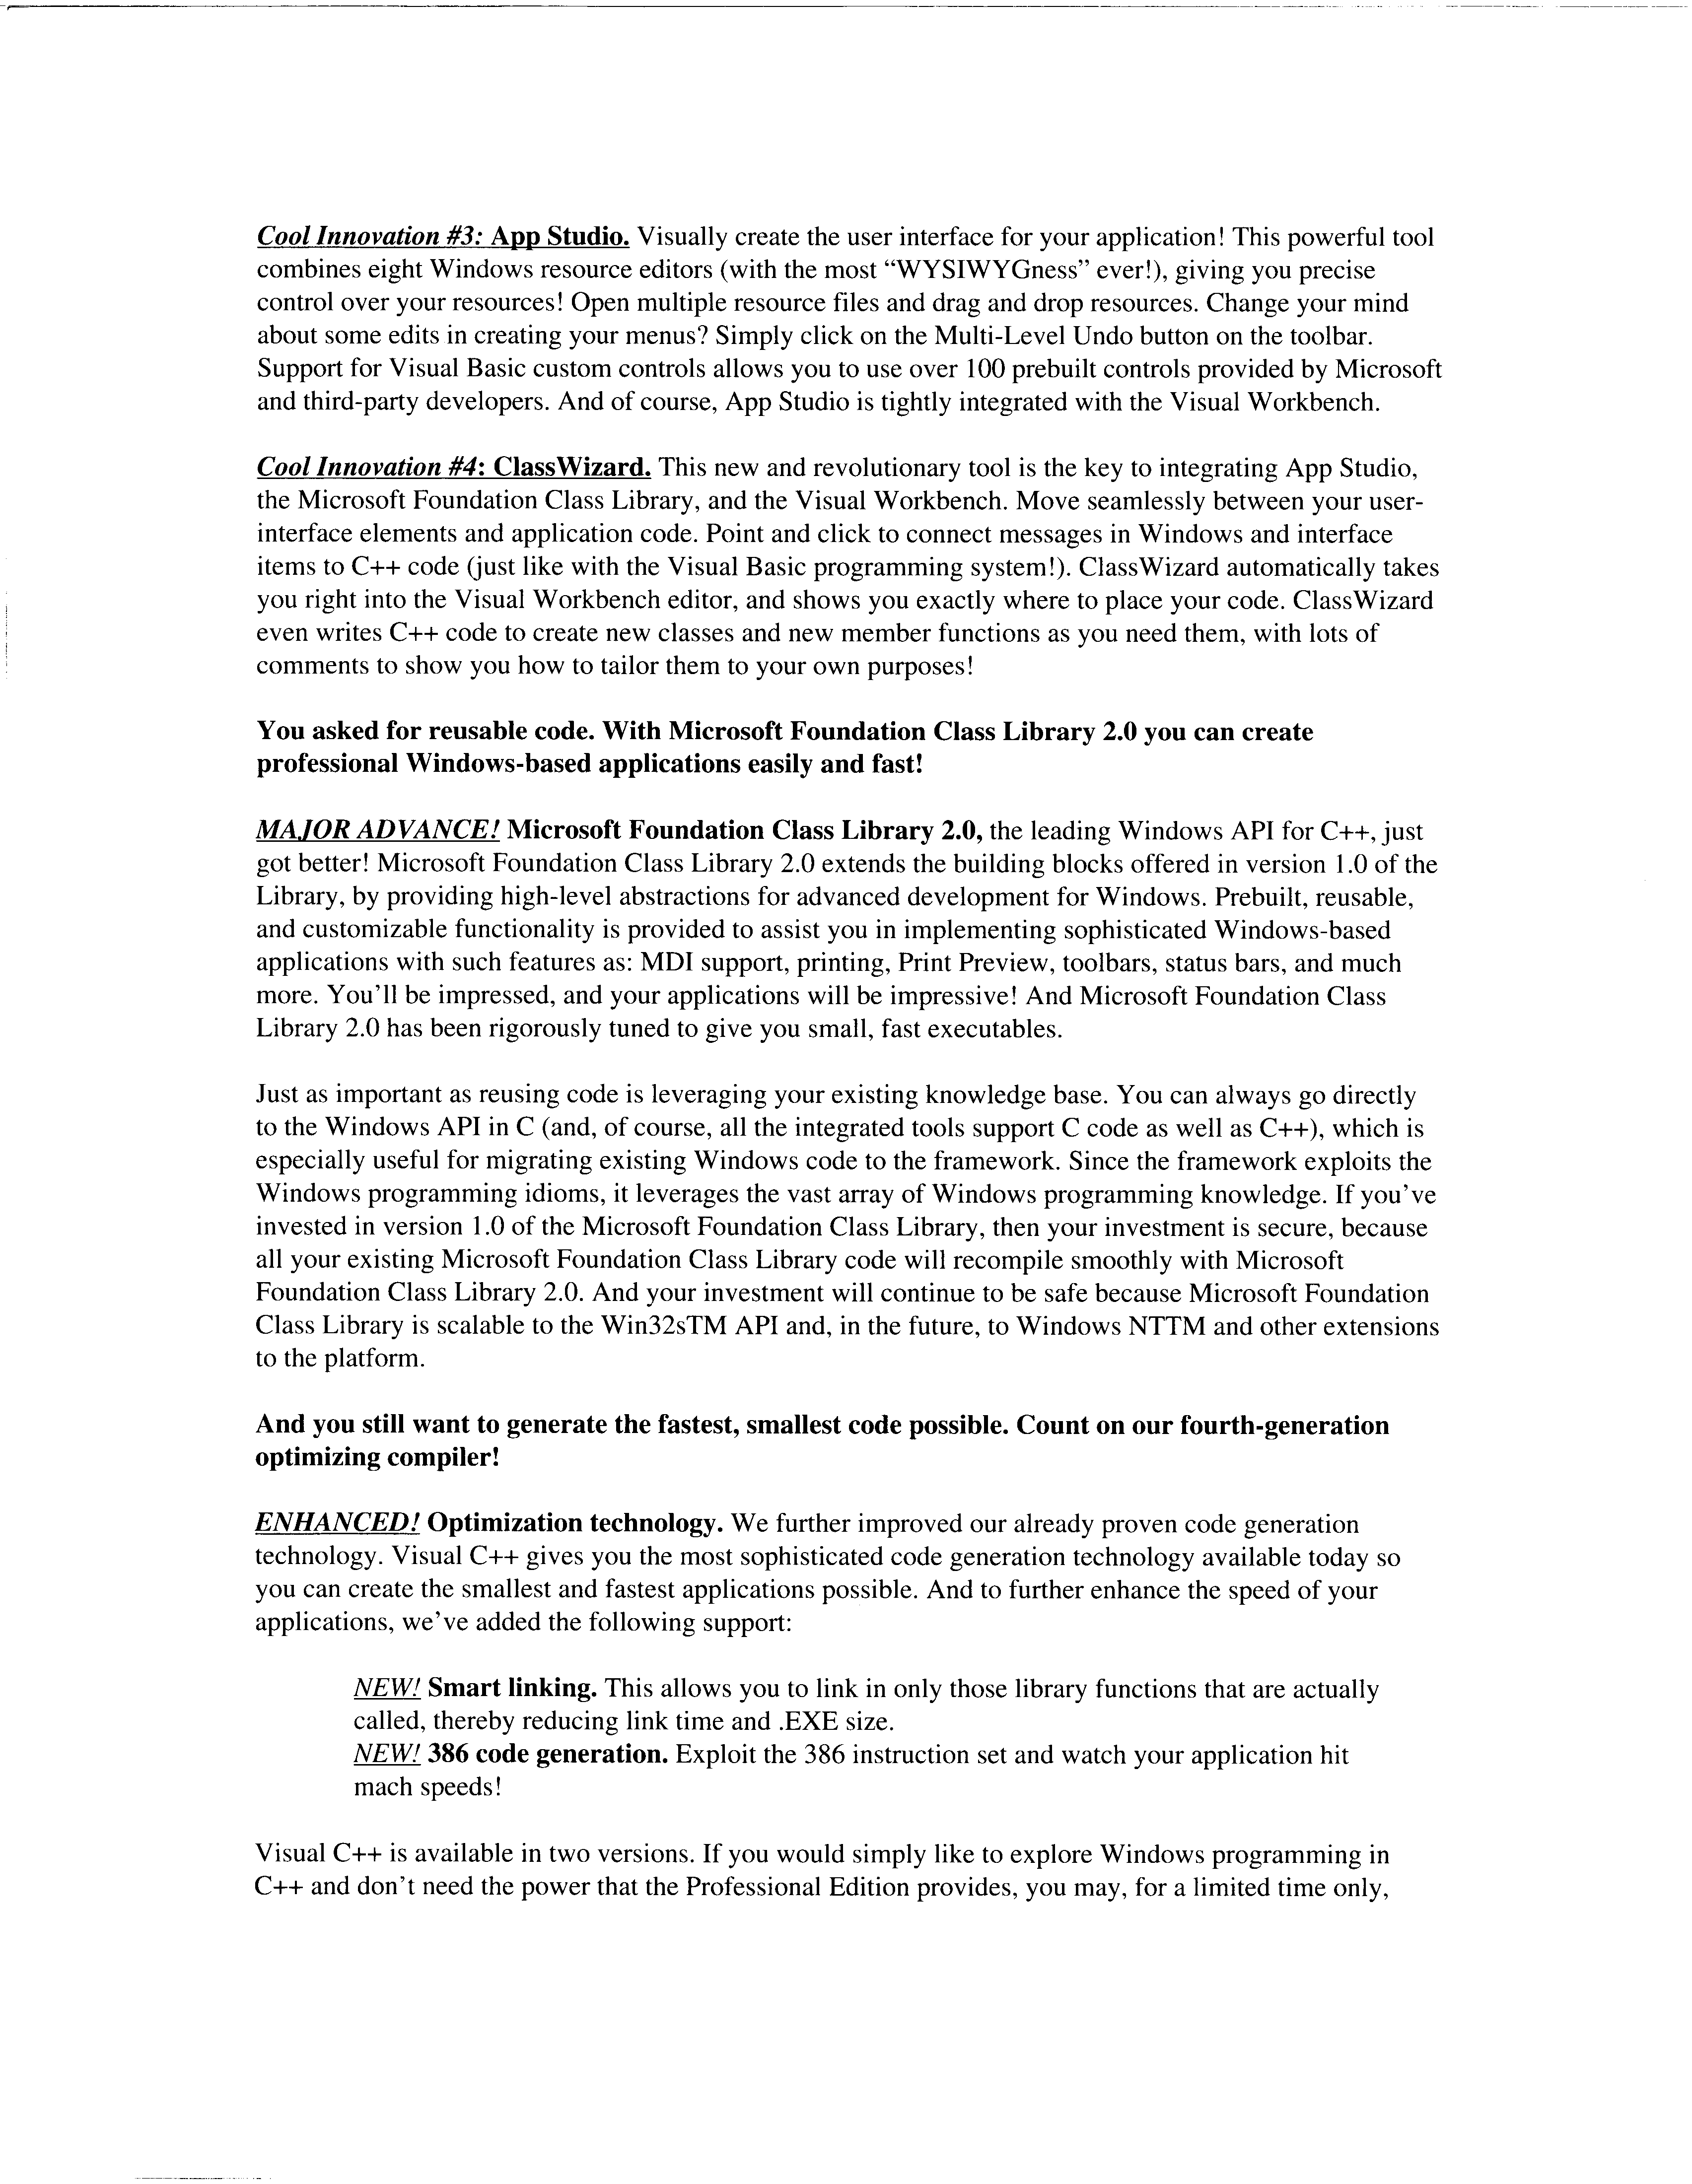 Cool Innovation #3: App Studio. Visually create the user interface for your application! This powerful tool
combines eight Windows resource editors (with the most “WYSIWYGness” ever!), giving you precise
control over your resources! Open multiple resource files and drag and drop resources. Change your mind
about some edits in creating your menus? Simply click on the Multi-Level Undo button on the toolbar.
Support for Visual Basic custom controls allows you to use over 100 prebuilt controls provided by Microsoft
and third-party developers. And of course, App Studio is tightly integrated with the Visual Workbench.
Cool Innovation #4: ClassWizard. This new and revolutionary tool is the key to integrating App Studio,
the Microsoft Foundation Class Library, and the Visual Workbench. Move seamlessly between your user-
interface elements and application code. Point and click to connect messages in Windows and interface
items to C++ code (just like with the Visual Basic programming system!). ClassWizard automatically takes
you right into the Visual Workbench editor, and shows you exactly where to place your code. ClassWizard
even writes C++ code to create new classes and new member functions as you need them, with lots of
comments to show you how to tailor them to your own purposes!
You asked for reusable code. With Microsoft Foundation Class Library 2.0 you can create
professional Windows-based applications easily and fast!
MAJOR ADVANCE! Microsoft Foundation Class Library 2.0, the leading Windows API for C++, just
got better! Microsoft Foundation Class Library 2.0 extends the building blocks offered in version 1.0 of the
Library, by providing high-level abstractions for advanced development for Windows. Prebuilt, reusable,
and customizable functionality is provided to assist you in implementing sophisticated Windows-based
applications with such features as: MDI support, printing, Print Preview, toolbars, status bars, and much
more. You’ll be impressed, and your applications will be impressive! And Microsoft Foundation Class
Library 2.0 has been rigorously tuned to give you small, fast executables.
Just as important as reusing code is leveraging your existing knowledge base. You can always go directly
to the Windows API in C (and, of course, all the integrated tools support C code as well as C++), which is
especially useful for migrating existing Windows code to the framework. Since the framework exploits the
Windows programming idioms, it leverages the vast array of Windows programming knowledge. If you’ve
invested in version 1.0 of the Microsoft Foundation Class Library, then your investment is secure, because
all your existing Microsoft Foundation Class Library code will recompile smoothly with Microsoft
Foundation Class Library 2.0. And your investment will continue to be safe because Microsoft Foundation
Class Library is scalable to the Win32sTM API and, in the future, to Windows NTTM and other extensions
to the platform.
And you still want to generate the fastest, smallest code possible. Count on our fourth-generation
optimizing compiler!
ENHANCED! Optimization technology. We further improved our already proven code generation
technology. Visual C++ gives you the most sophisticated code generation technology available today so
you can create the smallest and fastest applications possible. And to further enhance the speed of your
applications, we’ve added the following support:
NEW! Smart linking. This allows you to link in only those library functions that are actually
called, thereby reducing link time and .EXE size.
NEW! 386 code generation. Exploit the 386 instruction set and watch your application hit
mach speeds!
Visual C++ is available in two versions. If you would simply like to explore Windows programming in
C++ and don’t need the power that the Professional Edition provides, you may, for a limited time only,